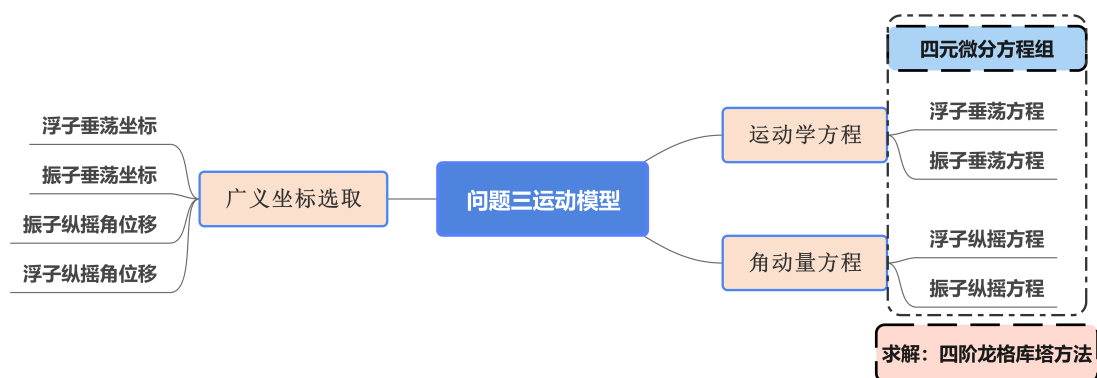 四元微分方程组
浮子垂荡坐标
振子垂荡坐标
振子纵摇角位移
浮子纵摇角位移
广义坐标选取
问题三运动模型
运动学方程
浮子垂荡方程
振子垂荡方程
角动量方程
浮子纵摇方程
振子纵摇方程
求解：四阶龙格库塔方法